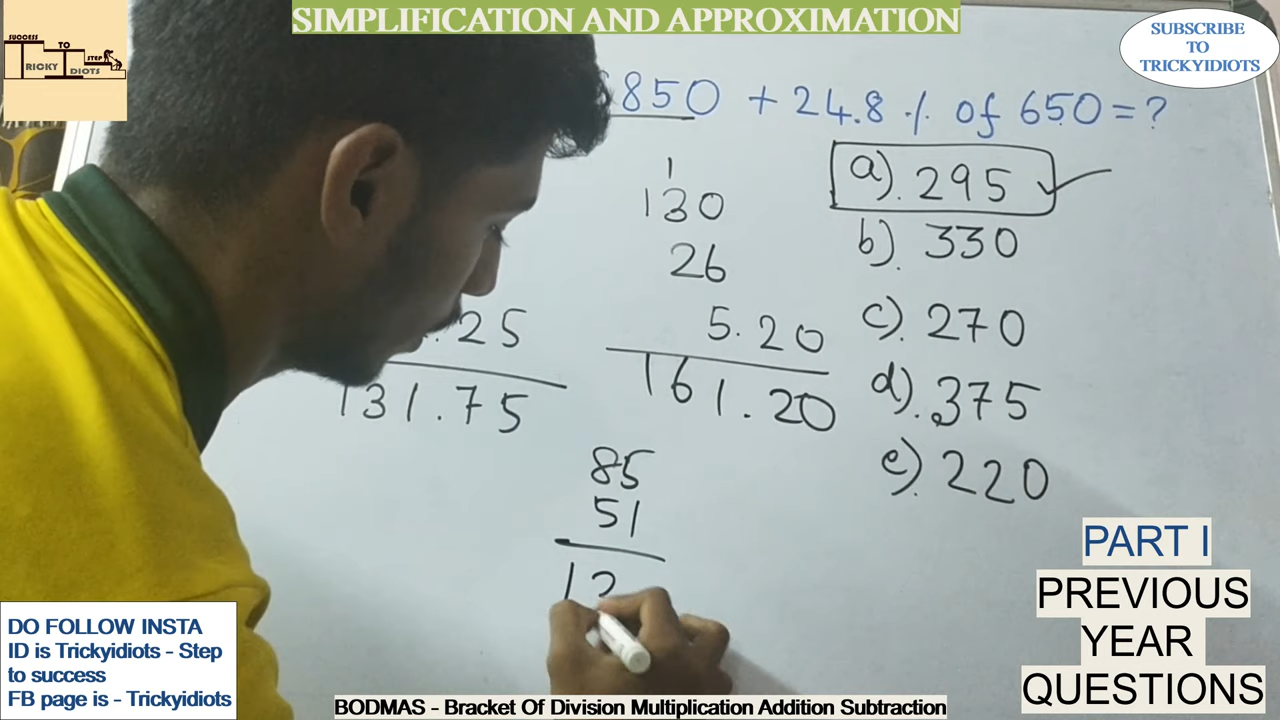 SIMPLIFICATION AND APPROXIMATION
SUCCESS
TO
STEP
TRICKY IDIOTS
SUBSCRIBE
TO
TRICKYIDIOTS
850 + 24.8 % of 650 = ?
1
130
26
5.20
161.20
.25
131.75
85
51
a). 295
b). 330
c). 270
d). 375
e). 220
PART I
PREVIOUS
YEAR
QUESTIONS
DO FOLLOW INSTA
ID is Trickyidiots - Step
to success
FB page is - Trickyidiots
BODMAS - Bracket Of Division Multiplication Addition Subtraction